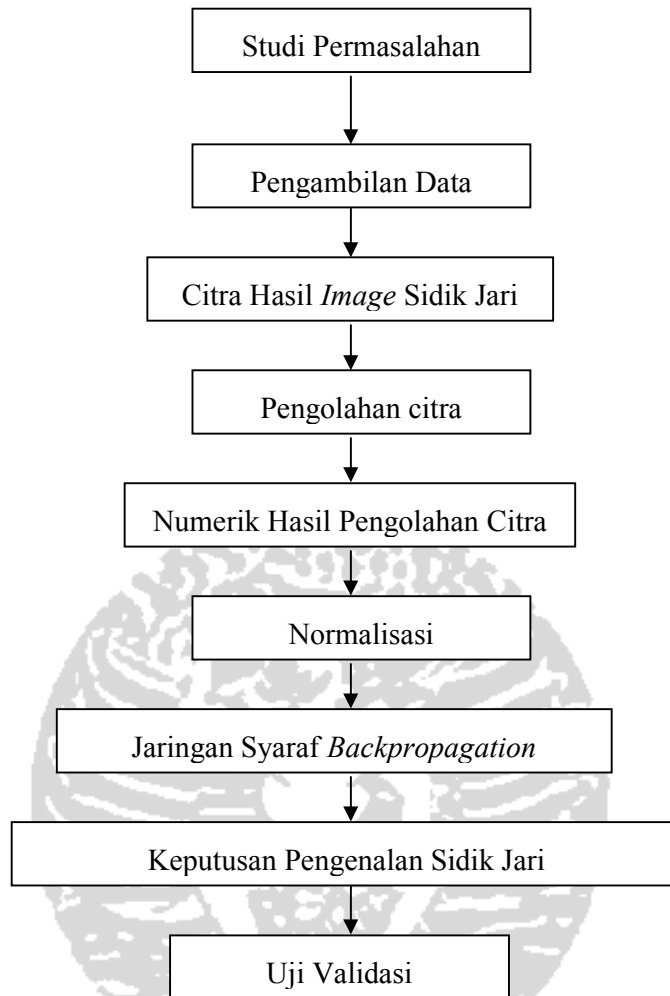 Studi Permasalahan
Pengambilan Data
Citra Hasil Image Sidik Jari
Pengolahan citra
Numerik Hasil Pengolahan Citra
Normalisasi
Jaringan Syaraf Backpropagation
Keputusan Pengenalan Sidik Jari
Uji Validasi